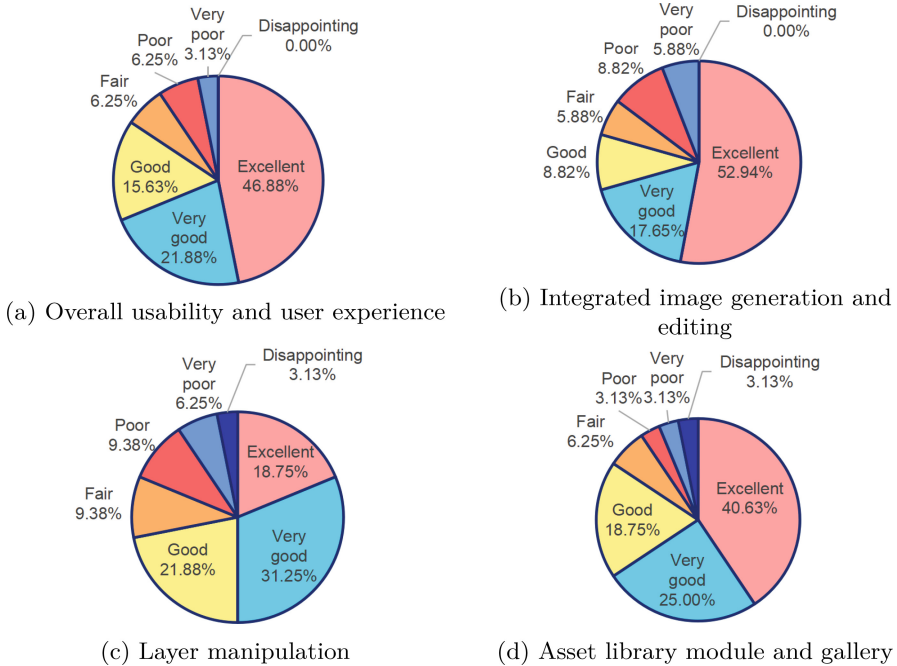 Disappointing
0.00%
Very
poor
3.13%
Poor
6.25%
Fair
6.25%
Good
15.63%
Very
good
21.88%
Excellent
46.88%
(a) Overall usability and user experience
Disappointing
0.00%
Very
poor
5.88%
Poor
8.82%
Fair
5.88%
Good
8.82%
Very
good
17.65%
Excellent
52.94%
(b) Integrated image generation and
editing
Disappointing
3.13%
Very
poor
6.25%
Poor
9.38%
Fair
9.38%
Good
21.88%
Very
good
31.25%
Excellent
18.75%
(c) Layer manipulation
Disappointing
3.13%
Very
poor
3.13%
Poor
3.13%
Fair
6.25%
Good
18.75%
Very
good
25.00%
Excellent
40.63%
(d) Asset library module and gallery